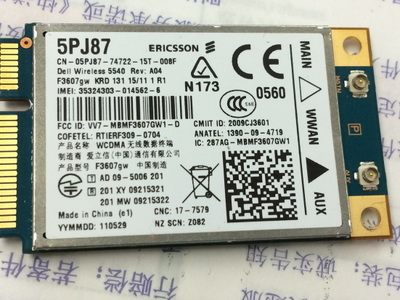 5PJ87
ERICSSON
CN - 05PJ87-74722-15T-008F
Dell Wireless 5540 Rev: A04
F3607gw KRD 131 15/11 1 R1
IMEI: 35324303-014562-6
N173
0560
CCC
FCC ID: VV7-MBMF3607GW1-D
CMIIT ID: 2009CJ3601
COFETEL: RTIERF309-0704
ANATEL: 1390-09-4719
产品名称: WCDMA 无线数据终端
IC: 287AG-MBMF3607GW1
制造商 爱立信(中国)通信有限公司
产品型号: F3607gw
AD 09-5006 201
201 XY 09215321
201 MW 09215322
Made in China (e1)
CNC: 17-7579
YYMMDD: 110529
NZ SCN: Z082
MAIN
WWAN
AUX
P